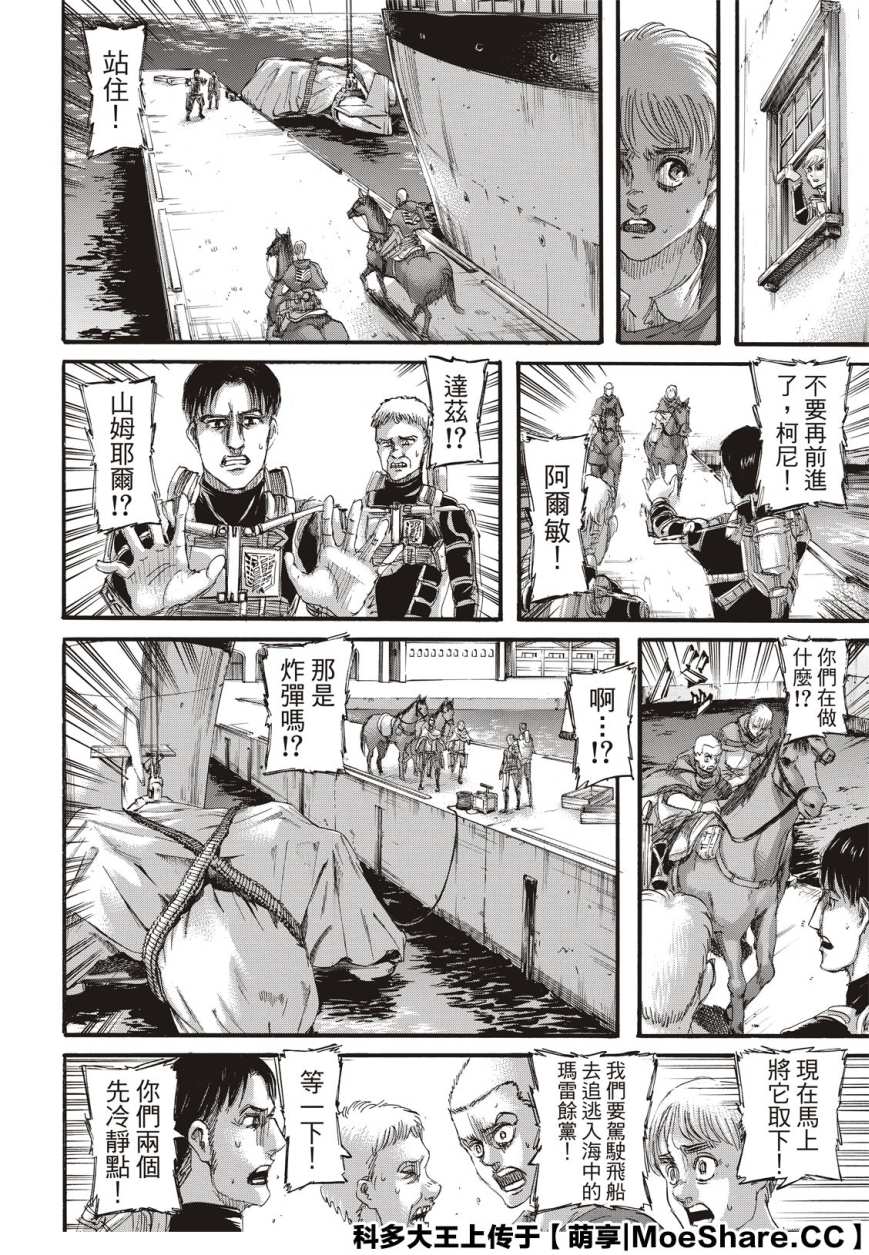 站住！
不要再前進
了，柯尼！
阿爾敏！
達茲!?
山姆耶爾!?
你們在做
什麼!?
啊…!?
那是
炸彈嗎!?
現在馬上
將它取下！
我們要駕駛飛船
去追逃入海中的
瑪雷餘黨！
等一下！
你們兩個
先冷靜點！
科多大王上传于【萌享|MoeShare.CC】